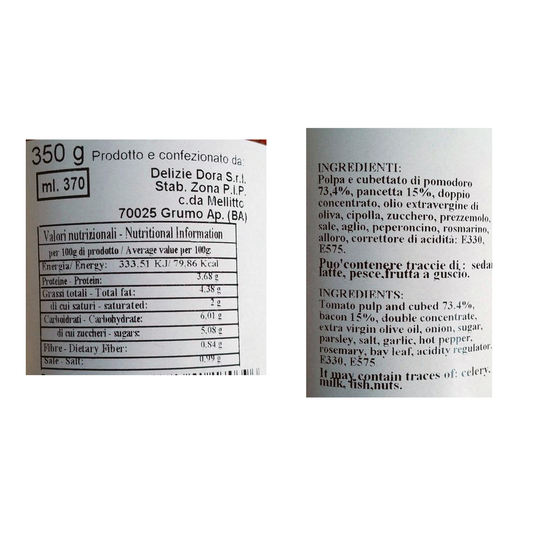 350 g Prodotto e confezionato da:
ml. 370
Delizie Dora S.r.l.
Stab. Zona P.I.P.
c.da Mellitto
70025 Grumo Ap. (BA)
Valori nutrizionali - Nutritional Information
per 100g di prodotto / Average value per 100g
Energia/ Energy: 333.51 KJ/ 79,86 Kcal
Proteine - Protein: 3,68 g
Grassi totali - Total fat: 4,38 g
di cui saturi - saturated: 2 g
Carboidrati - Carbohydrate: 6,01 g
di cui zuccheri - sugars: 5,08 g
Fibre - Dietary Fiber: 0,84 g
Sale - Salt: 0,99 g
INGREDIENTI:
Polpa e cubettato di pomodoro
73,4%, pancetta 15%, doppio
concentrato, olio extravergine di
oliva, cipolla, zucchero, prezzemolo,
sale, aglio, peperoncino, rosmarino,
alloro, correttore di acidità: E330,
E575.
Puo'contenere traccie di : sedan
latte, pesce,frutta a guscio.
INGREDIENTS:
Tomato pulp and cubed 73.4%,
bacon 15%, double concentrate,
extra virgin olive oil, onion, sugar,
parsley, salt, garlic, hot pepper,
rosemary, bay leaf, acidity regulator
E330, E575
It may contain traces of: celery,
milk, fish,nuts.